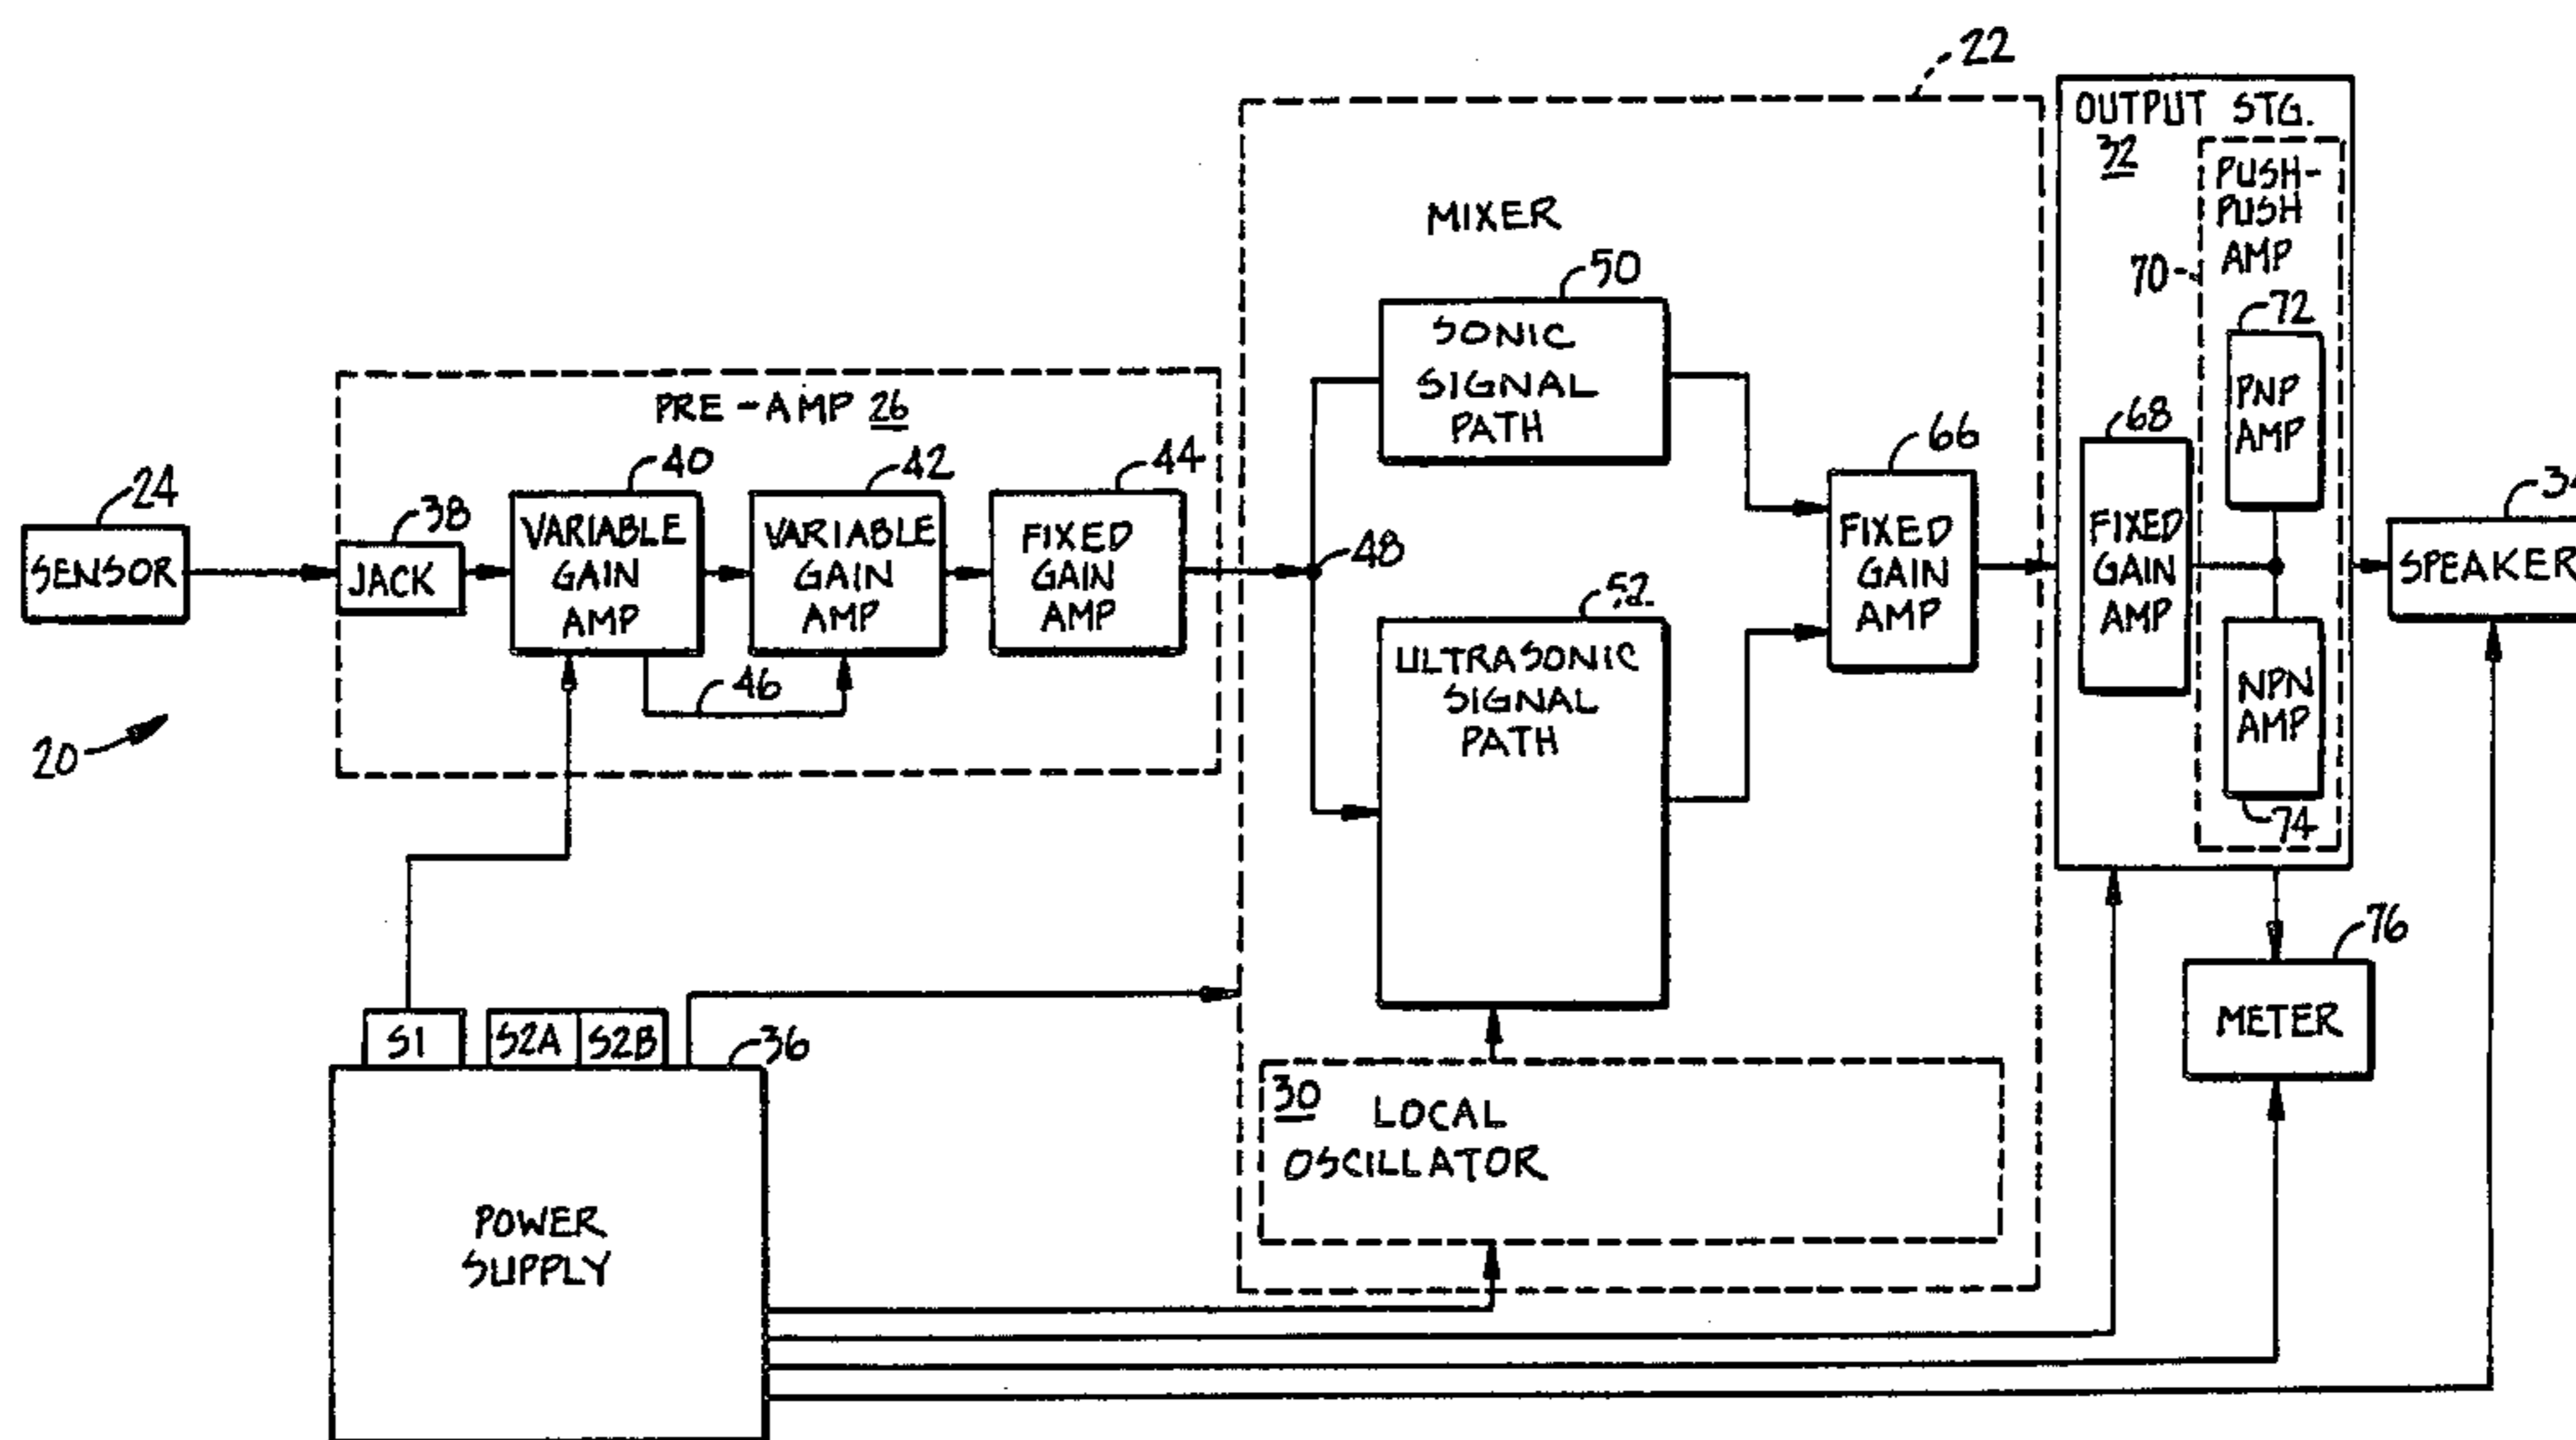 22
OUTPUT STG.
32
PUSH-
PUSH
AMP
70
MIXER
50
SONIC
SIGNAL
PATH
72
PNP
AMP
PRE-AMP 26
68
66
24
38
40
42
44
SENSOR
JACK
VARIABLE
GAIN
AMP
VARIABLE
GAIN
AMP
FIXED
GAIN
AMP
48
FIXED
GAIN
AMP
FIXED
GAIN
AMP
SPEAKER
52
ULTRASONIC
SIGNAL
PATH
NPN
AMP
74
46
20
76
METER
S1
S2A
S2B
36
30
LOCAL
OSCILLATOR
POWER
SUPPLY